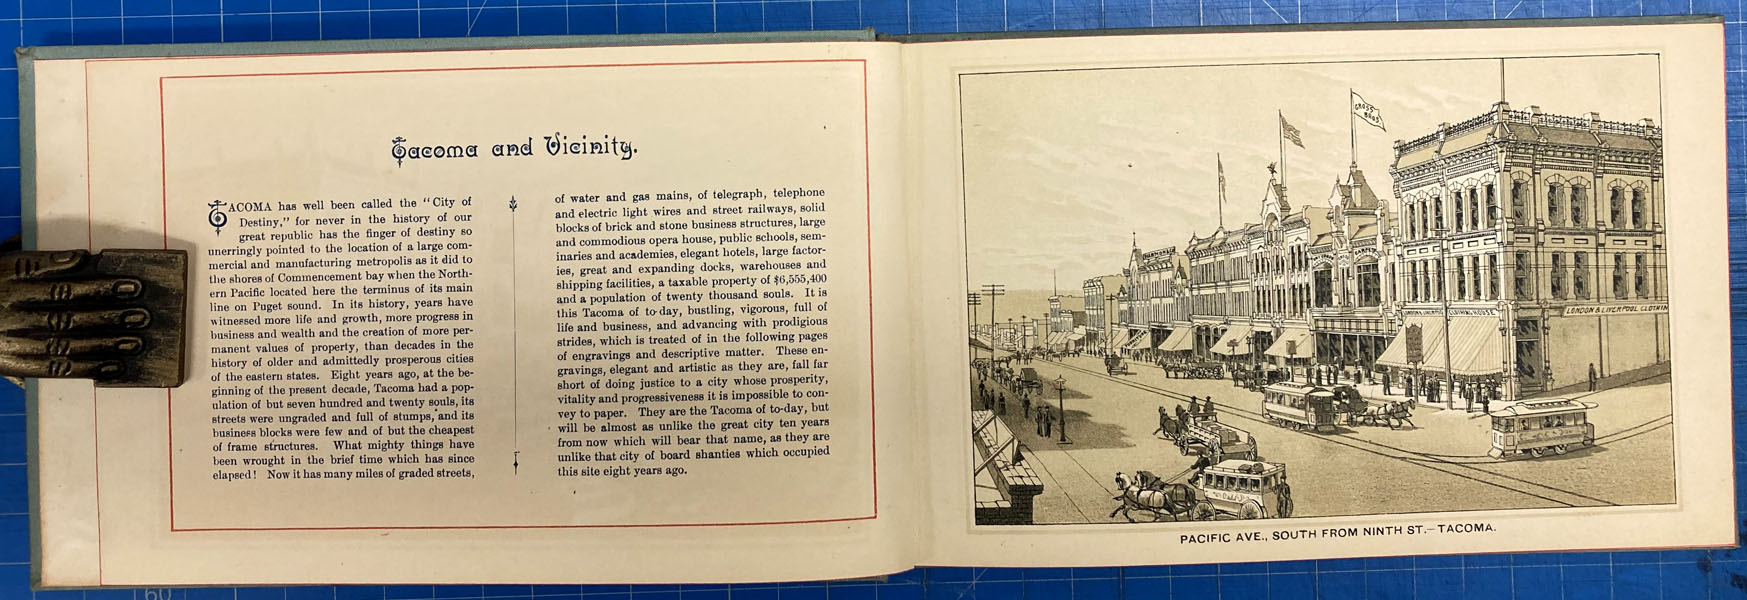 Tacoma and Vicinity.
TACOMA has well been called the "City of
Destiny," for never in the history of our
great republic has the finger of destiny so
unerringly pointed to the location of a large com-
mercial and manufacturing metropolis as it did to
the shores of Commencement bay when the North-
ern Pacific located here the terminus of its main
line on Puget sound. In its history, years have
witnessed more life and growth, more progress in
business and wealth and the creation of more per-
manent values of property, than decades in the
history of older and admittedly prosperous cities
of the eastern states. Eight years ago, at the be-
ginning of the present decade, Tacoma had a pop-
ulation of but seven hundred and twenty souls, its
streets were ungraded and full of stumps, and its
business blocks were few and of but the cheapest
of frame structures. What mighty things have
been wrought in the brief time which has since
elapsed! Now it has many miles of graded streets,
of water and gas mains, of telegraph, telephone
and electric light wires and street railways, solid
blocks of brick and stone business structures, large
and commodious opera house, public schools, sem-
inaries and academies, elegant hotels, large factor-
ies, great and expanding docks, warehouses and
shipping facilities, a taxable property of $6,555,400
and a population of twenty thousand souls. It is
this Tacoma of to-day, bustling, vigorous, full of
life and business, and advancing with prodigious
strides, which is treated of in the following pages
of engravings and descriptive matter. These en-
gravings, elegant and artistic as they are, fall far
short of doing justice to a city whose prosperity,
vitality and progressiveness it is impossible to con-
vey to paper. They are the Tacoma of to-day, but
will be almost as unlike the great city ten years
from now which will bear that name, as they are
unlike that city of board shanties which occupied
this site eight years ago.
GROSS
BROS
LONDON & LIVERPOOL CLOTHIN
CLOTHING HOUSE
PACIFIC AVE., SOUTH FROM NINTH ST.—TACOMA.
60